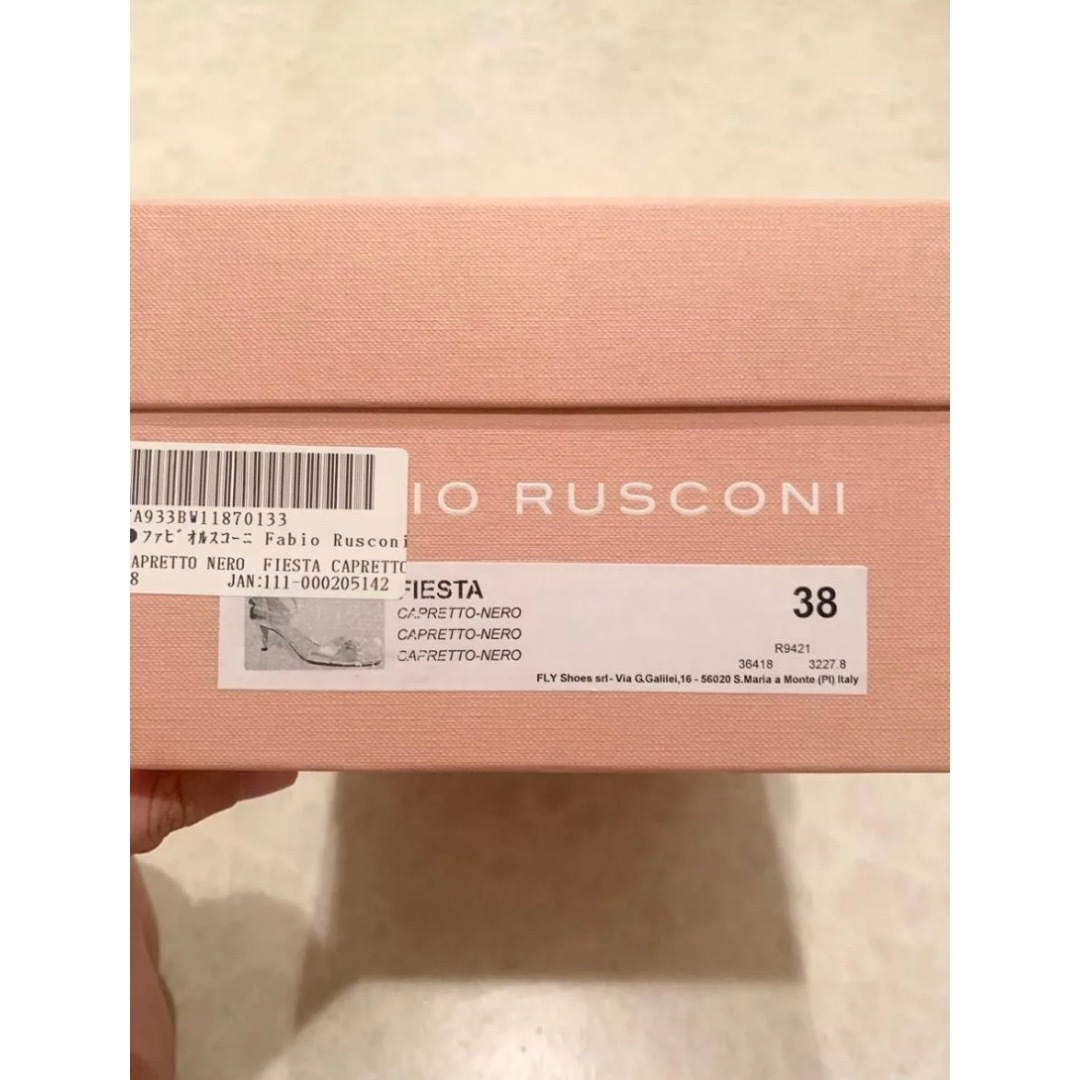 IO RUSCONI
A933BW11870133
●ﾌｧﾋﾞｵﾙｽｺｰﾆ Fabio Rusconi
APRETTO NERO FIESTA CAPRETTO
8 JAN:111-000205142
FIESTA
38
CAPRETTO-NERO
CAPRETTO-NERO
CAPRETTO-NERO
R9421
36418 3227.8
FLY Shoes srl- Via G.Galilei,16 - 56020 S.Maria a Monte (PI) Italy